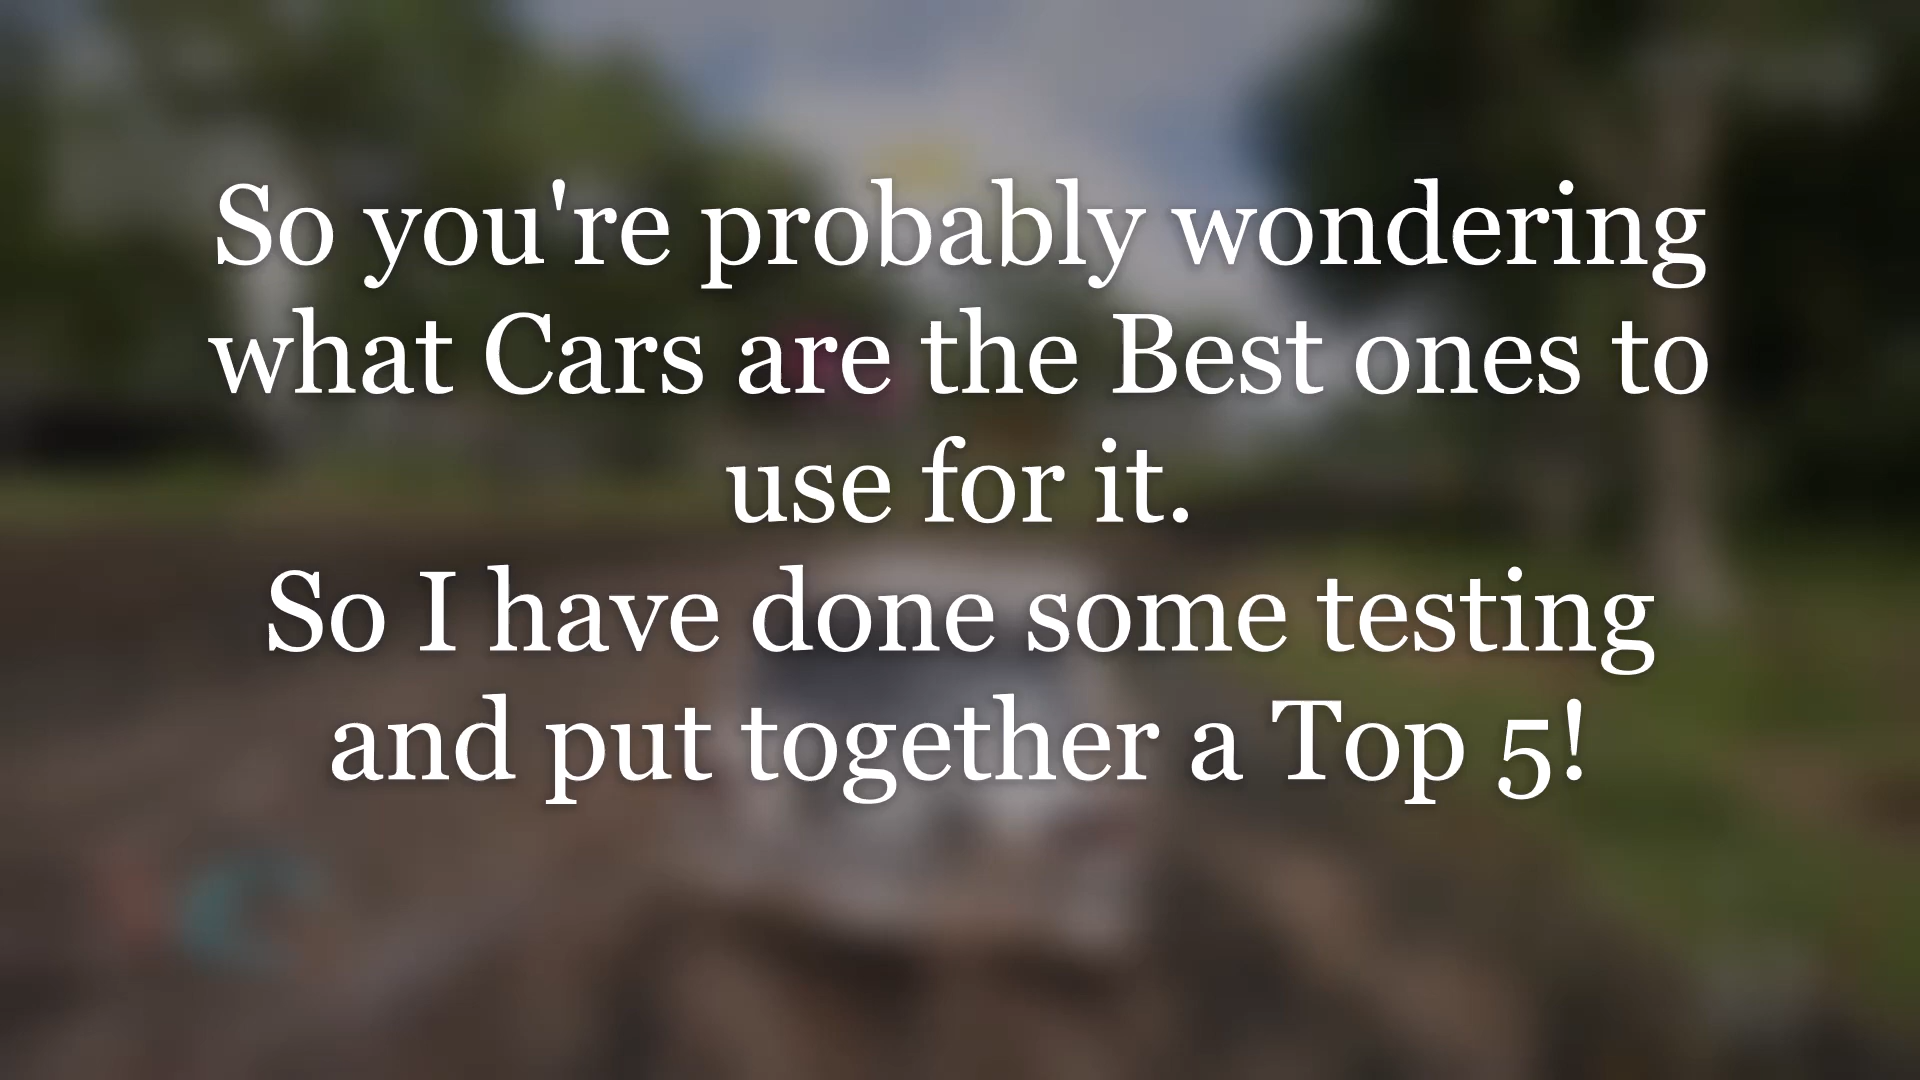 So you're probably wondering
what Cars are the Best ones to
use for it.
So I have done some testing
and put together a Top 5!